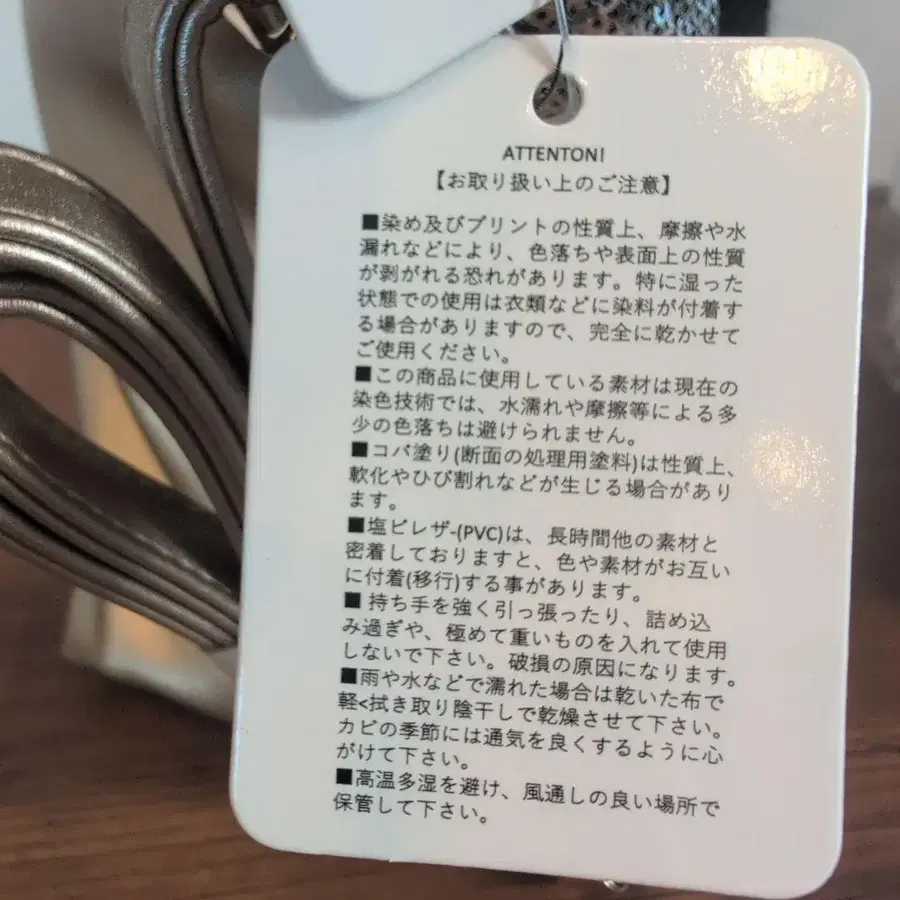 ATTENTON!
【お取り扱い上のご注意】
■染め及びプリントの性質上、摩擦や水
漏れなどにより、色落ちや表面上の性質
が剥がれる恐れがあります。特に湿った
状態での使用は衣類などに染料が付着す
る場合がありますので、完全に乾かせて
ご使用ください。
■この商品に使用している素材は現在の
染色技術では、水濡れや摩擦等による多
少の色落ちは避けられません。
■コバ塗り(断面の処理用塗料)は性質上、
軟化やひび割れなどが生じる場合があり
ます。
■塩ビレザ-(PVC)は、長時間他の素材と
密着しておりますと、色や素材がお互い
に付着(移行)する事があります。
■ 持ち手を強く引っ張ったり、詰め込
み過ぎや、極めて重いものを入れて使用
しないで下さい。破損の原因になります。
■雨や水などで濡れた場合は乾いた布で
軽<拭き取り陰干しで乾燥させて下さい。
カビの季節には通気を良くするように心
がけて下さい。
■高温多湿を避け、風通しの良い場所で
保管して下さい。